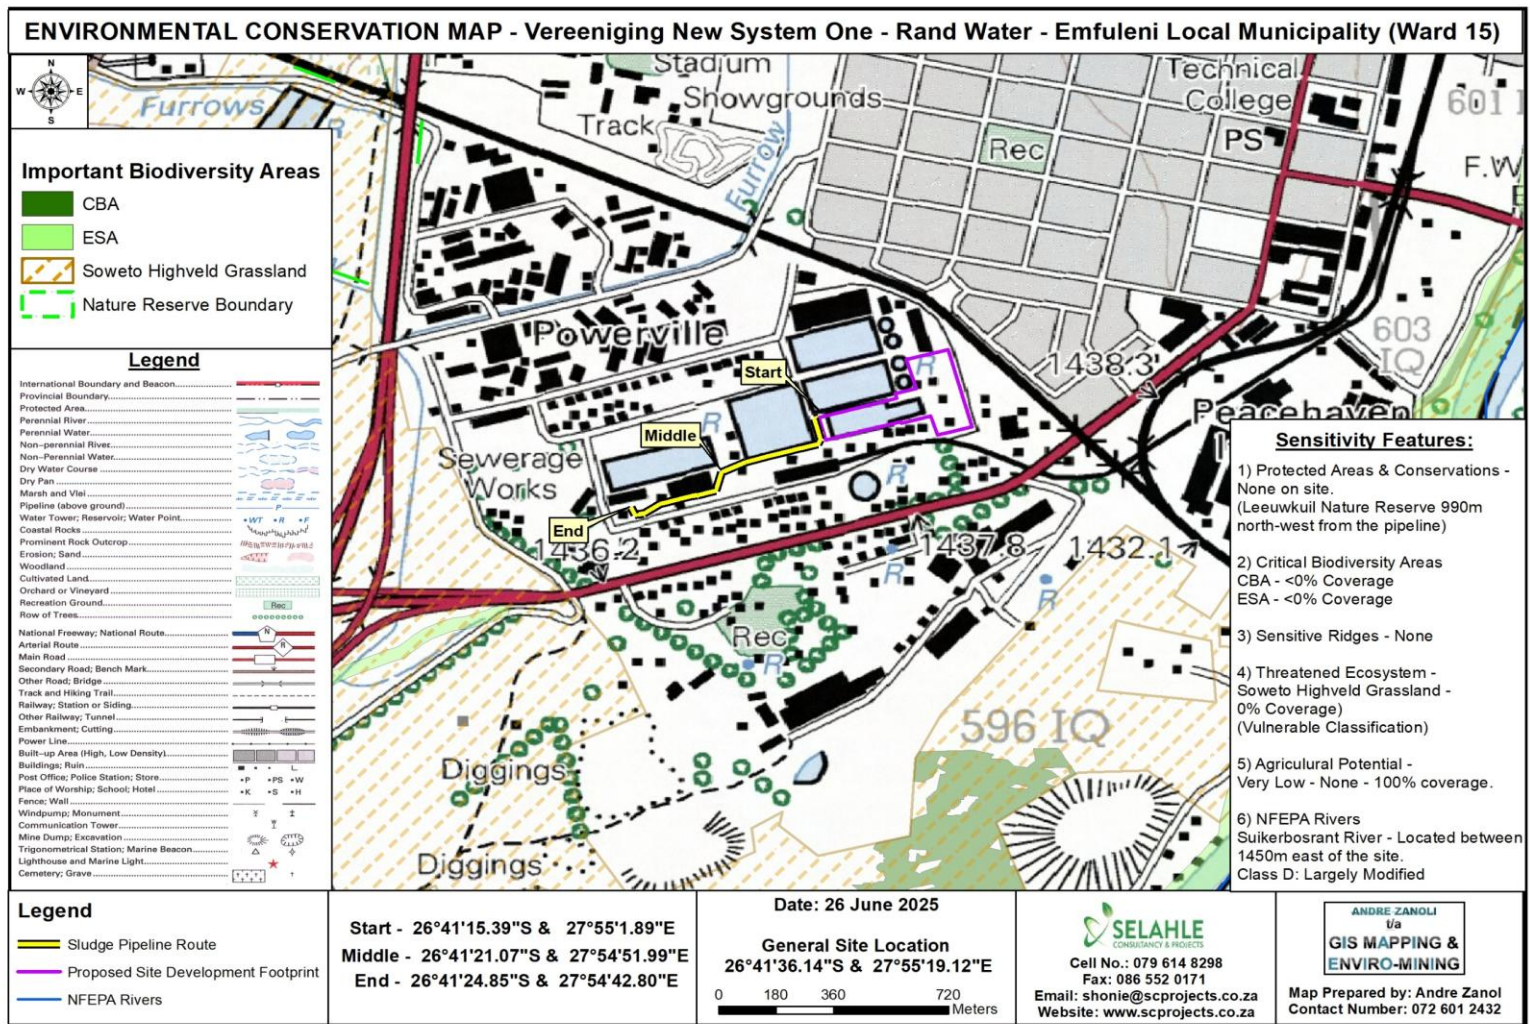 ENVIRONMENTAL CONSERVATION MAP - Vereeniging New System One - Rand Water - Emfuleni Local Municipality (Ward 15)
N
W
E
S
Important Biodiversity Areas
CBA
ESA
Soweto Highveld Grassland
Nature Reserve Boundary
Legend
International Boundary and Beacon
Provincial Boundary
Protected Area
Perennial River
Perennial Water
Non-perennial River
Non-Perennial Water
Dry Water Course
Dry Pan
Marsh and Vlei
Pipeline (above ground)
P
Water Tower; Reservoir; Water Point
WT R F
Coastal Rocks
Prominent Rock Outcrop
Erosion; Sand
Woodland
Cultivated Land
Orchard or Vineyard
Recreation Ground
Rec
Row of Trees
National Freeway; National Route
N
Arterial Route
R
Main Road
Secondary Road; Bench Mark
Other Road; Bridge
Track and Hiking Trail
Railway; Station or Siding
Other Railway; Tunnel
Embankment; Cutting
Power Line
Built-up Area (High, Low Density)
Buildings; Ruin
Post Office; Police Station; Store
P PS W
Place of Worship; School; Hotel
K S H
Fence; Wall
Windpump; Monument
Communication Tower
Mine Dump; Excavation
Trigonometrical Station; Marine Beacon
Lighthouse and Marine Light
Cemetery; Grave
Furrows
R
Stadium
Showgrounds
Track
Furrow
Technical
College
PS
Rec
601
F.W
Powerville
Start
R
1438.3
603
IQ
Peacehaven
Middle
R
Sewerage
Works
R
End
1436.2
1437.8
1432.1
R
R
Rec
R
596 IQ
Diggings
Diggings
Sensitivity Features:
1) Protected Areas & Conservations -
None on site.
(Leeuwkuil Nature Reserve 990m
north-west from the pipeline)
2) Critical Biodiversity Areas
CBA - <0% Coverage
ESA - <0% Coverage
3) Sensitive Ridges - None
4) Threatened Ecosystem -
Soweto Highveld Grassland -
0% Coverage)
(Vulnerable Classification)
5) Agriculural Potential -
Very Low - None - 100% coverage.
6) NFEPA Rivers
Suikerbosrant River - Located between
1450m east of the site.
Class D: Largely Modified
Legend
Sludge Pipeline Route
Proposed Site Development Footprint
NFEPA Rivers
Start - 26°41'15.39"S & 27°55'1.89"E
Middle - 26°41'21.07"S & 27°54'51.99"E
End - 26°41'24.85"S & 27°54'42.80"E
Date: 26 June 2025
General Site Location
26°41'36.14"S & 27°55'19.12"E
0 180 360 720
Meters
SELAHLE
CONSULTANCY & PROJECTS
Cell No.: 079 614 8298
Fax: 086 552 0171
Email: shonie@scprojects.co.za
Website: www.scprojects.co.za
ANDRE ZANOLI
t/a
GIS MAPPING &
ENVIRO-MINING
Map Prepared by: Andre Zanol
Contact Number: 072 601 2432